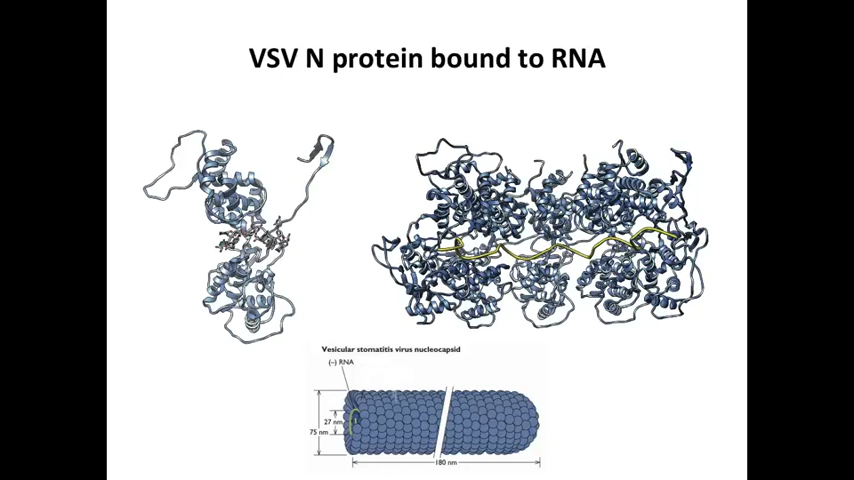 VSV N protein bound to RNA
Vesicular stomatitis virus nucleocapsid
(–) RNA
27 nm
75 nm
180 nm